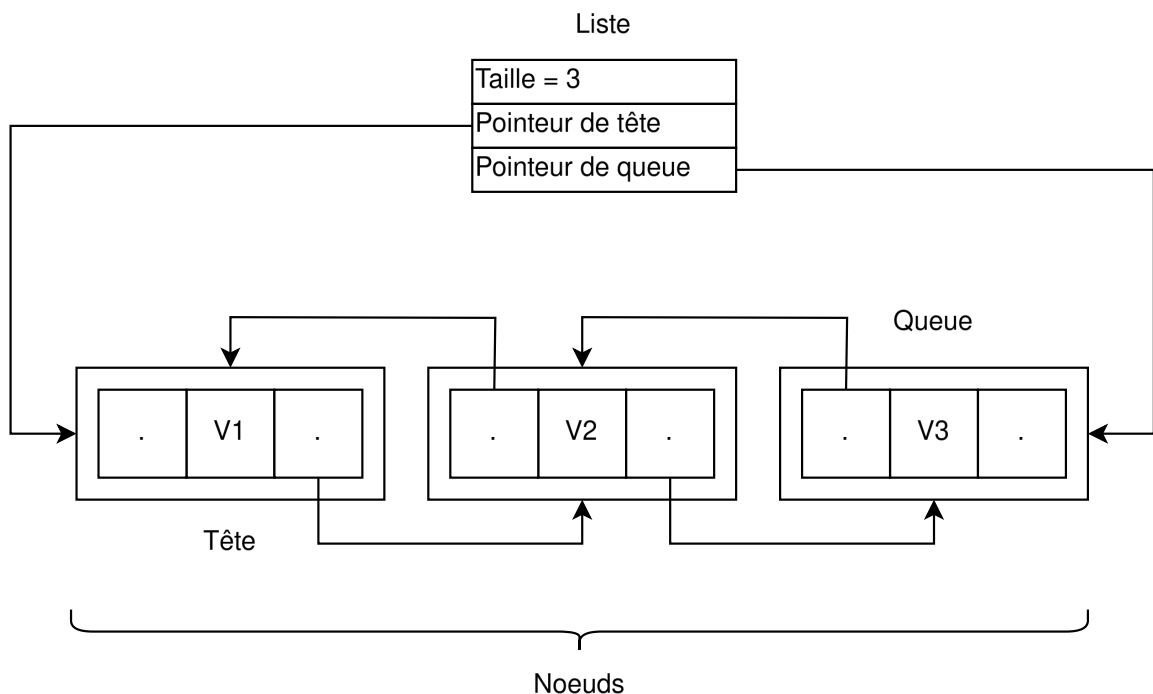 Liste
Taille = 3
Pointeur de tête
Pointeur de queue
Queue
. V1 . . V2 . . V3 .
Tête
Noeuds